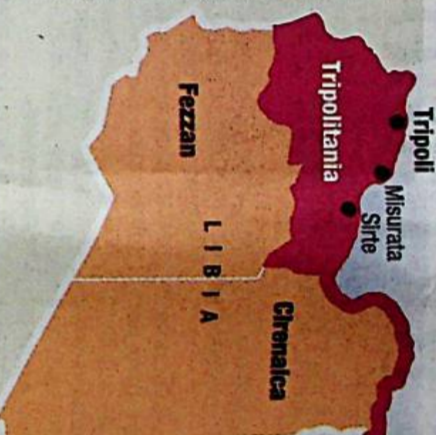 Tripoli
Misurata
Sirte
Tripolitania
Fezzan
LIBIA
Cirenaica